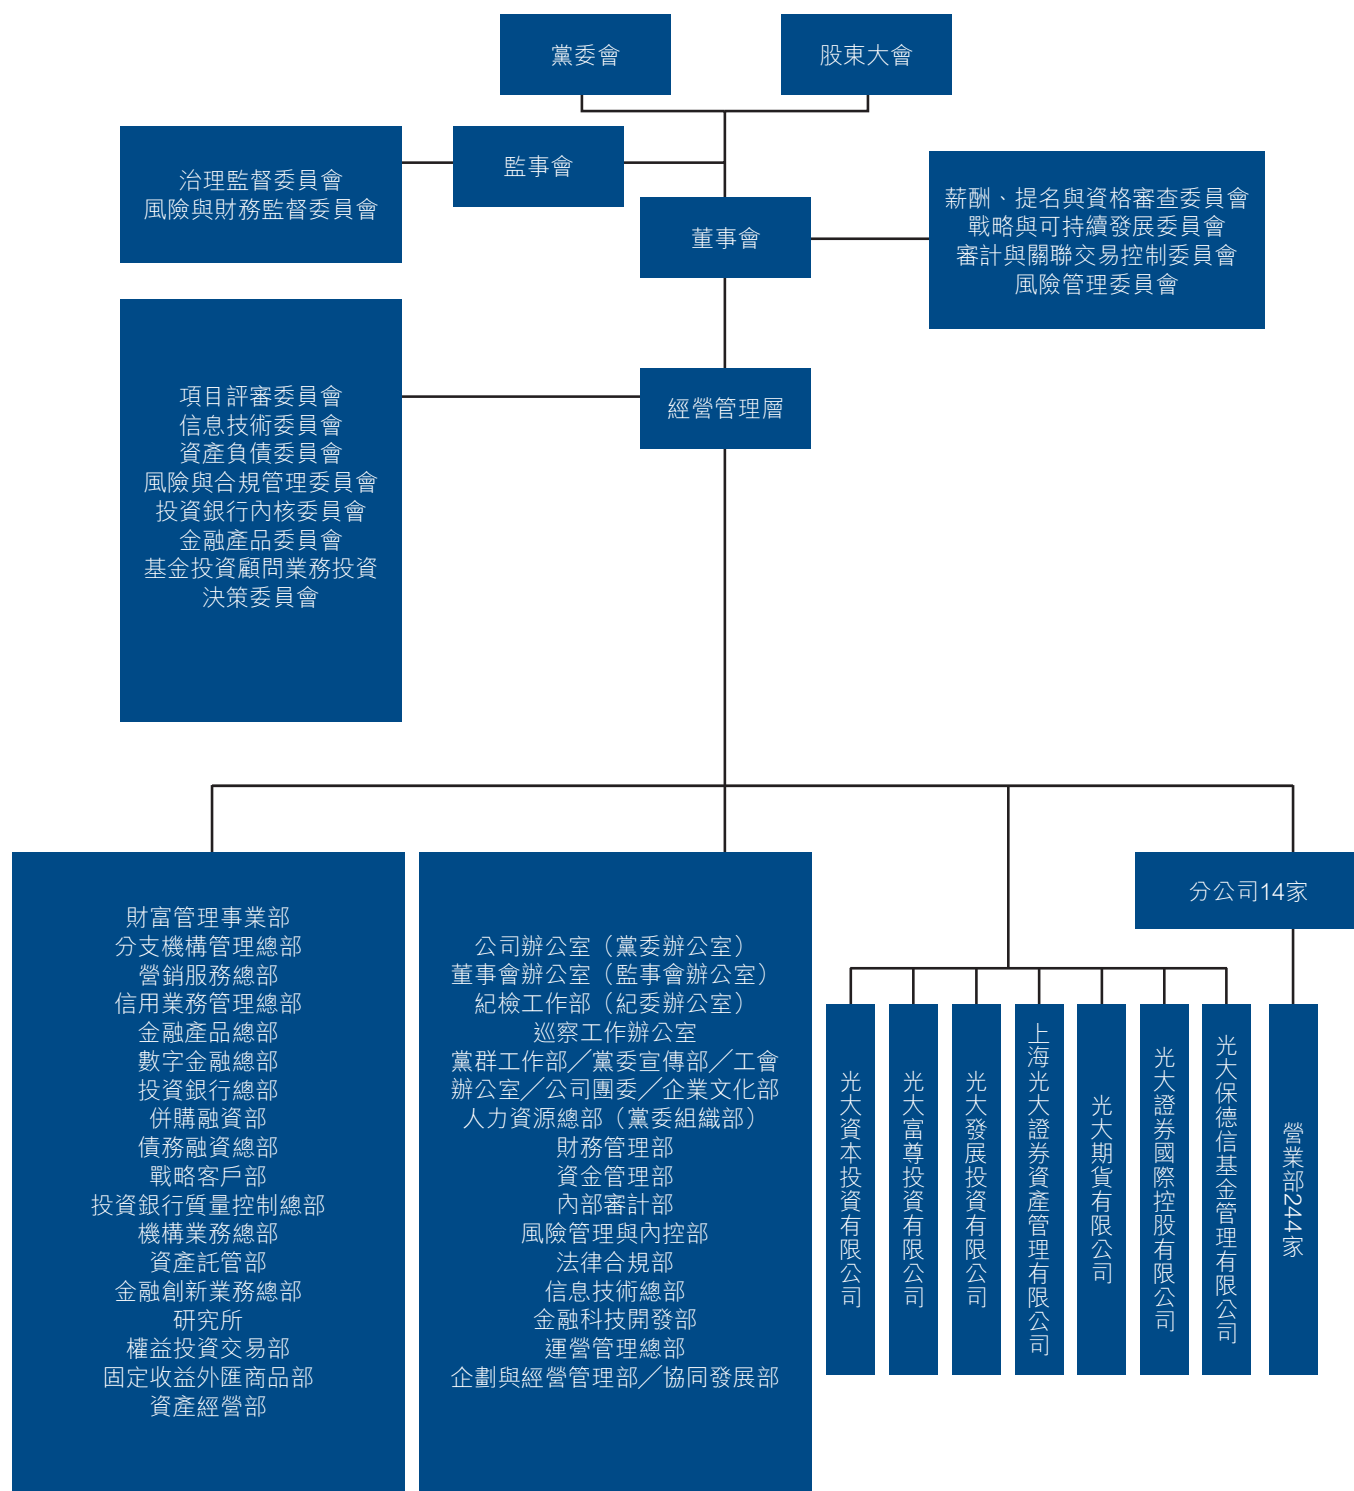 黨委會
股東大會
監事會
治理監督委員會
風險與財務監督委員會
董事會
薪酬、提名與資格審查委員會
戰略與可持續發展委員會
審計與關聯交易控制委員會
風險管理委員會
經營管理層
項目評審委員會
信息技術委員會
資產負債委員會
風險與合規管理委員會
投資銀行內核委員會
金融產品委員會
基金投資顧問業務投資
決策委員會
財富管理事業部
分支機構管理總部
營銷服務總部
信用業務管理總部
金融產品總部
數字金融總部
投資銀行總部
併購融資部
債務融資總部
戰略客戶部
投資銀行質量控制總部
機構業務總部
資產託管部
金融創新業務總部
研究所
權益投資交易部
固定收益外匯商品部
資產經營部
公司辦公室（黨委辦公室）
董事會辦公室（監事會辦公室）
紀檢工作部（紀委辦公室）
巡察工作辦公室
黨群工作部／黨委宣傳部／工會
辦公室／公司團委／企業文化部
人力資源總部（黨委組織部）
財務管理部
資金管理部
內部審計部
風險管理與內控部
法律合規部
信息技術總部
金融科技開發部
運營管理總部
企劃與經營管理部／協同發展部
光大資本投資有限公司
光大富尊投資有限公司
光大發展投資有限公司
上海光大證券資產管理有限公司
光大期貨有限公司
光大證券國際控股有限公司
光大保德信基金管理有限公司
分公司14家
營業部244家